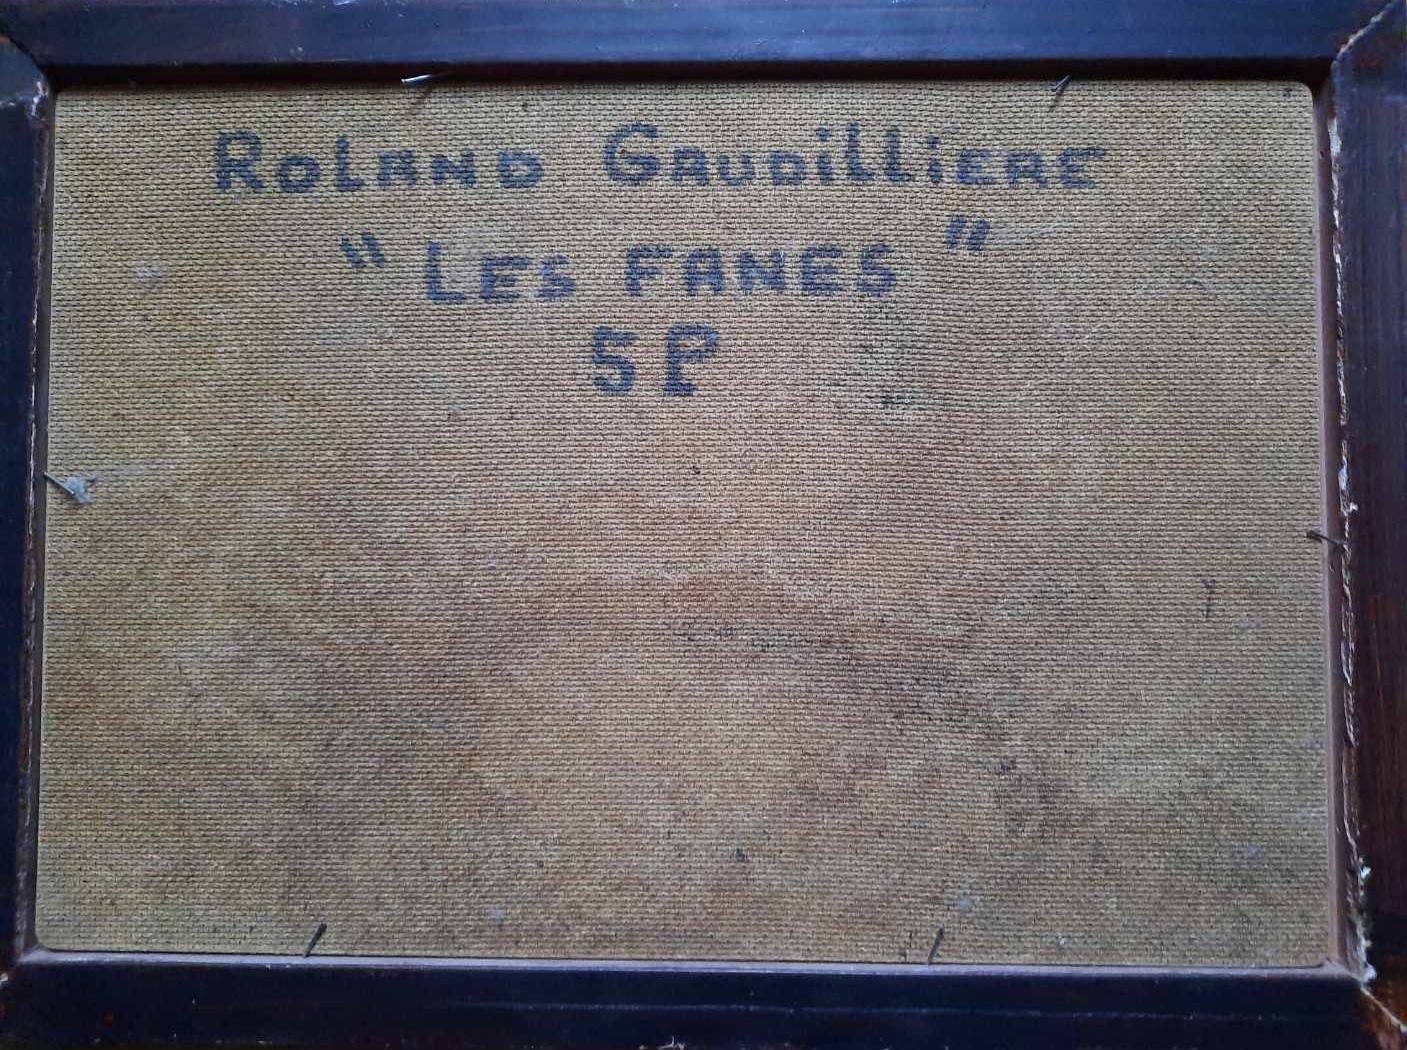 ROLAND GAUDILLIERE
"LES FANES"
5P